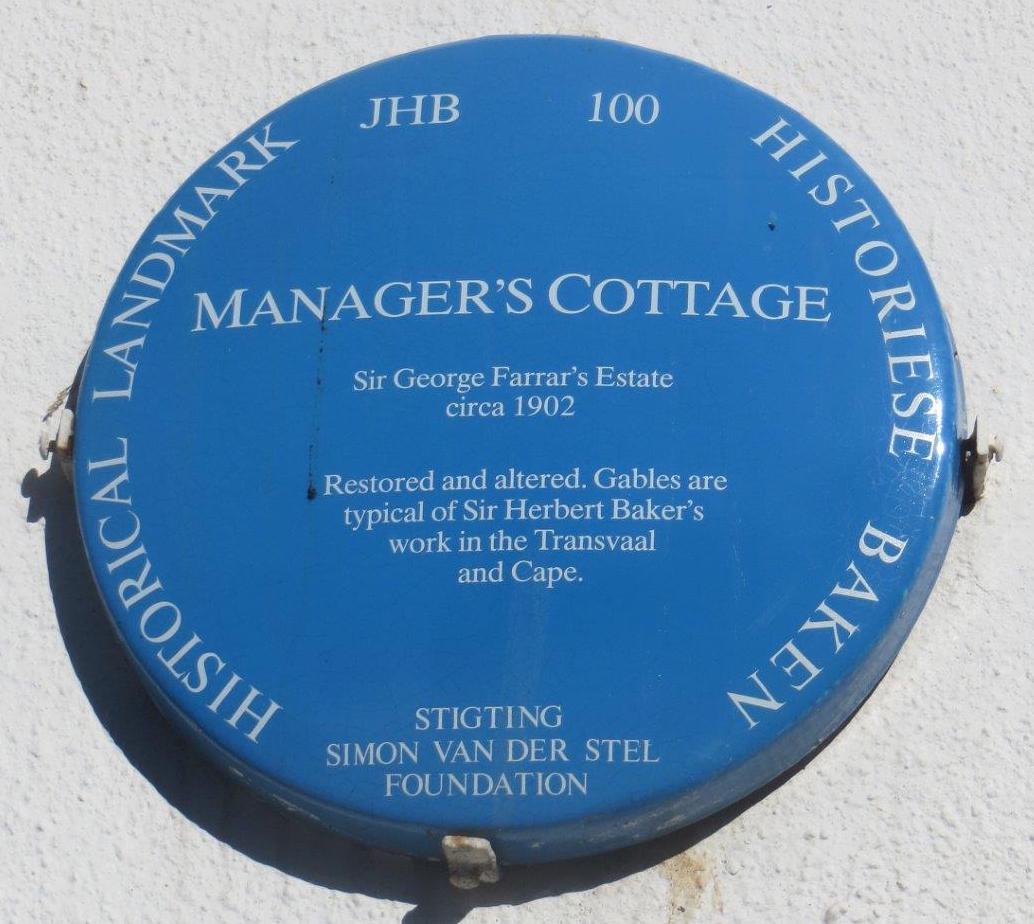 JHB 100
HISTORICAL LANDMARK
HISTORIESE BAKEN
MANAGER'S COTTAGE
Sir George Farrar's Estate
circa 1902
Restored and altered. Gables are
typical of Sir Herbert Baker's
work in the Transvaal
and Cape.
STIGTING
SIMON VAN DER STEL
FOUNDATION